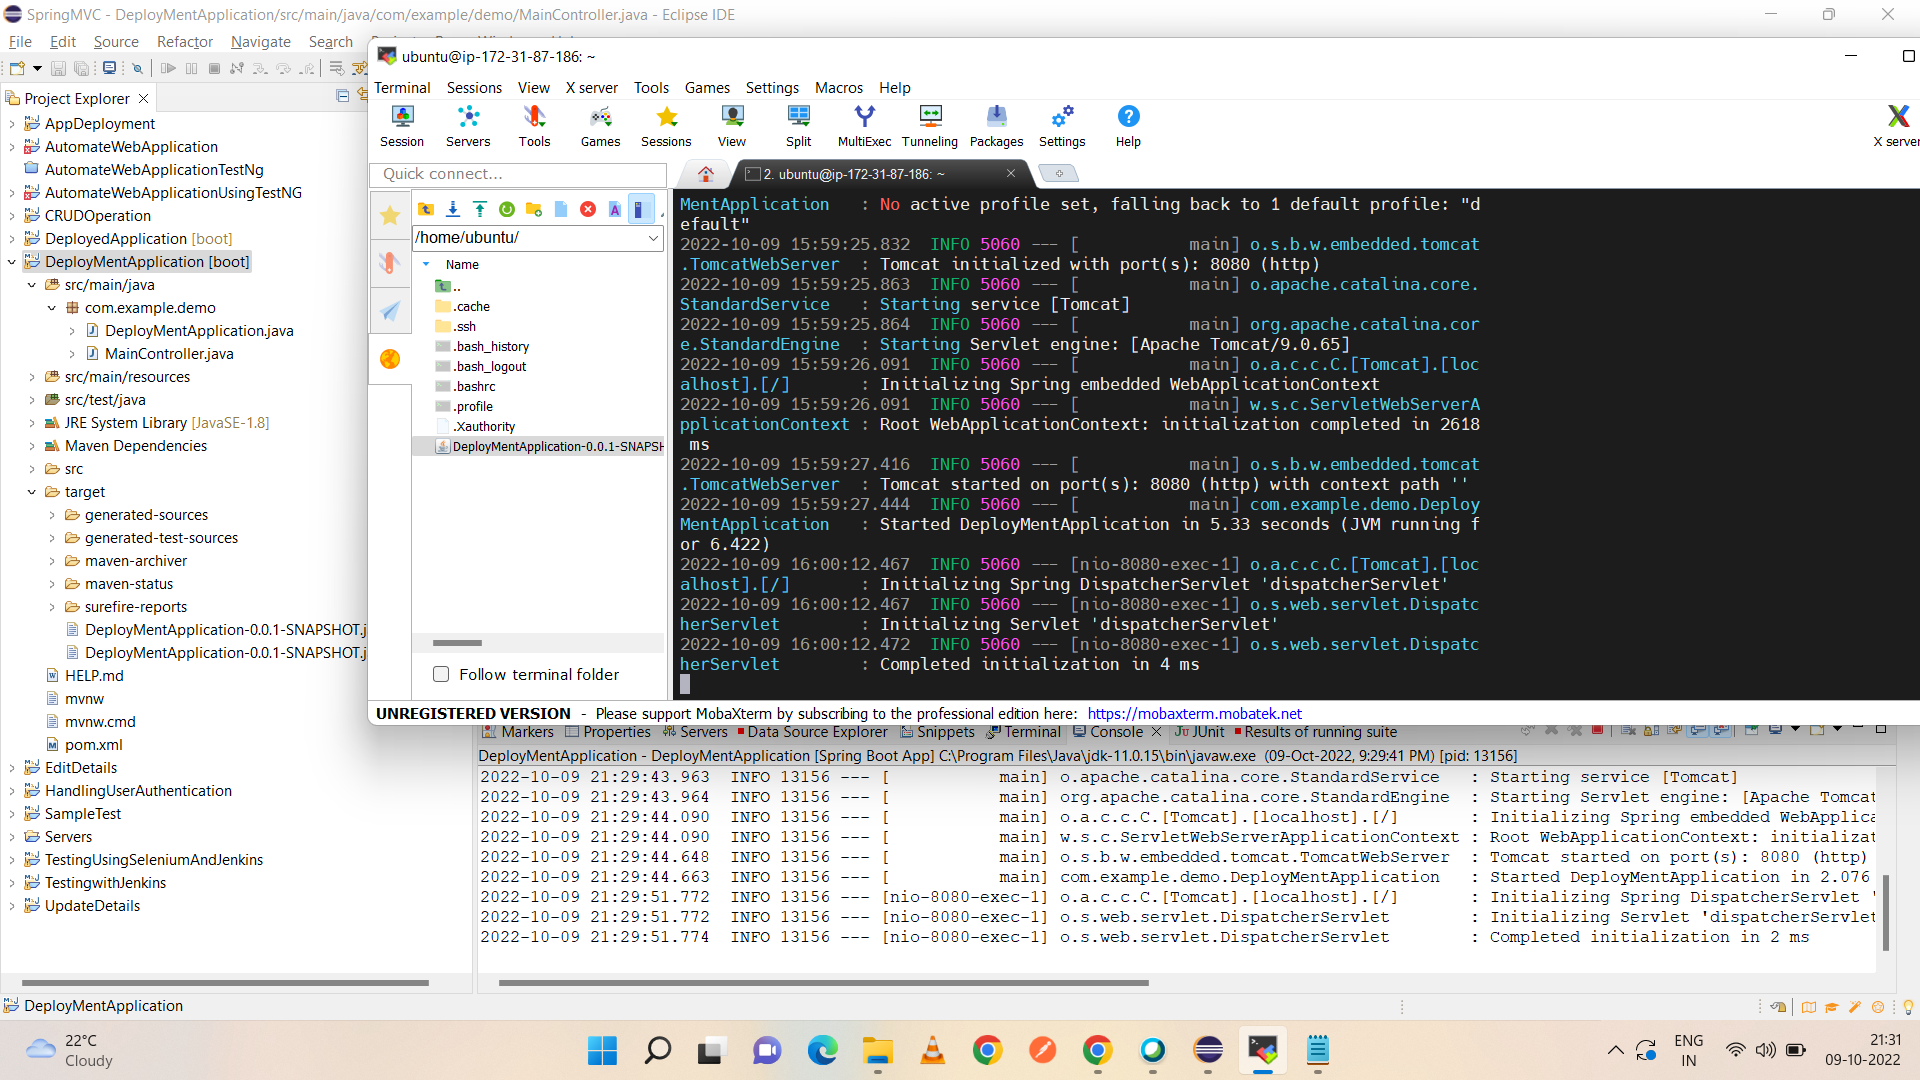 SpringMVC - DeployMentApplication/src/main/java/com/example/demo/MainController.java - Eclipse IDE
File Edit Source Refactor Navigate Search
Project Explorer
AppDeployment
AutomateWebApplication
AutomateWebApplicationTestNg
AutomateWebApplicationUsingTestNG
CRUDOperation
DeployedApplication [boot]
DeployMentApplication [boot]
src/main/java
com.example.demo
DeployMentApplication.java
MainController.java
src/main/resources
src/test/java
JRE System Library [JavaSE-1.8]
Maven Dependencies
src
target
generated-sources
generated-test-sources
maven-archiver
maven-status
surefire-reports
DeployMentApplication-0.0.1-SNAPSHOT.j
DeployMentApplication-0.0.1-SNAPSHOT.j
HELP.md
mvnw
mvnw.cmd
pom.xml
EditDetails
HandlingUserAuthentication
SampleTest
Servers
TestingUsingSeleniumAndJenkins
TestingwithJenkins
UpdateDetails
ubuntu@ip-172-31-87-186: ~
Terminal Sessions View X server Tools Games Settings Macros Help
Session Servers Tools Games Sessions View Split MultiExec Tunneling Packages Settings Help X server
Quick connect...
2. ubuntu@ip-172-31-87-186: ~
/home/ubuntu/
Name
..
.cache
.ssh
.bash_history
.bash_logout
.bashrc
.profile
.Xauthority
DeployMentApplication-0.0.1-SNAPSH
Follow terminal folder
MentApplication   : No active profile set, falling back to 1 default profile: "d
efault"
2022-10-09 15:59:25.832  INFO 5060 --- [           main] o.s.b.w.embedded.tomcat
.TomcatWebServer  : Tomcat initialized with port(s): 8080 (http)
2022-10-09 15:59:25.863  INFO 5060 --- [           main] o.apache.catalina.core.
StandardService   : Starting service [Tomcat]
2022-10-09 15:59:25.864  INFO 5060 --- [           main] org.apache.catalina.cor
e.StandardEngine  : Starting Servlet engine: [Apache Tomcat/9.0.65]
2022-10-09 15:59:26.091  INFO 5060 --- [           main] o.a.c.c.C.[Tomcat].[loc
alhost].[/]       : Initializing Spring embedded WebApplicationContext
2022-10-09 15:59:26.091  INFO 5060 --- [           main] w.s.c.ServletWebServerA
pplicationContext : Root WebApplicationContext: initialization completed in 2618
 ms
2022-10-09 15:59:27.416  INFO 5060 --- [           main] o.s.b.w.embedded.tomcat
.TomcatWebServer  : Tomcat started on port(s): 8080 (http) with context path ''
2022-10-09 15:59:27.444  INFO 5060 --- [           main] com.example.demo.Deploy
MentApplication   : Started DeployMentApplication in 5.33 seconds (JVM running f
or 6.422)
2022-10-09 16:00:12.467  INFO 5060 --- [nio-8080-exec-1] o.a.c.c.C.[Tomcat].[loc
alhost].[/]       : Initializing Spring DispatcherServlet 'dispatcherServlet'
2022-10-09 16:00:12.467  INFO 5060 --- [nio-8080-exec-1] o.s.web.servlet.Dispatc
herServlet        : Initializing Servlet 'dispatcherServlet'
2022-10-09 16:00:12.472  INFO 5060 --- [nio-8080-exec-1] o.s.web.servlet.Dispatc
herServlet        : Completed initialization in 4 ms
UNREGISTERED VERSION - Please support MobaXterm by subscribing to the professional edition here: https://mobaxterm.mobatek.net
Markers Properties Servers Data Source Explorer Snippets Terminal Console JUnit Results of running suite
DeployMentApplication - DeployMentApplication [Spring Boot App] C:\Program Files\Java\jdk-11.0.15\bin\javaw.exe (09-Oct-2022, 9:29:41 PM) [pid: 13156]
2022-10-09 21:29:43.963  INFO 13156 --- [           main] o.apache.catalina.core.StandardService   : Starting service [Tomcat]
2022-10-09 21:29:43.964  INFO 13156 --- [           main] org.apache.catalina.core.StandardEngine  : Starting Servlet engine: [Apache Tomcat
2022-10-09 21:29:44.090  INFO 13156 --- [           main] o.a.c.c.C.[Tomcat].[localhost].[/]       : Initializing Spring embedded WebApplica
2022-10-09 21:29:44.090  INFO 13156 --- [           main] w.s.c.ServletWebServerApplicationContext : Root WebApplicationContext: initializat
2022-10-09 21:29:44.648  INFO 13156 --- [           main] o.s.b.w.embedded.tomcat.TomcatWebServer  : Tomcat started on port(s): 8080 (http)
2022-10-09 21:29:44.663  INFO 13156 --- [           main] com.example.demo.DeployMentApplication   : Started DeployMentApplication in 2.076
2022-10-09 21:29:51.772  INFO 13156 --- [nio-8080-exec-1] o.a.c.c.C.[Tomcat].[localhost].[/]       : Initializing Spring DispatcherServlet '
2022-10-09 21:29:51.772  INFO 13156 --- [nio-8080-exec-1] o.s.web.servlet.DispatcherServlet        : Initializing Servlet 'dispatcherServlet
2022-10-09 21:29:51.774  INFO 13156 --- [nio-8080-exec-1] o.s.web.servlet.DispatcherServlet        : Completed initialization in 2 ms
DeployMentApplication
22°C
Cloudy
ENG
IN
21:31
09-10-2022